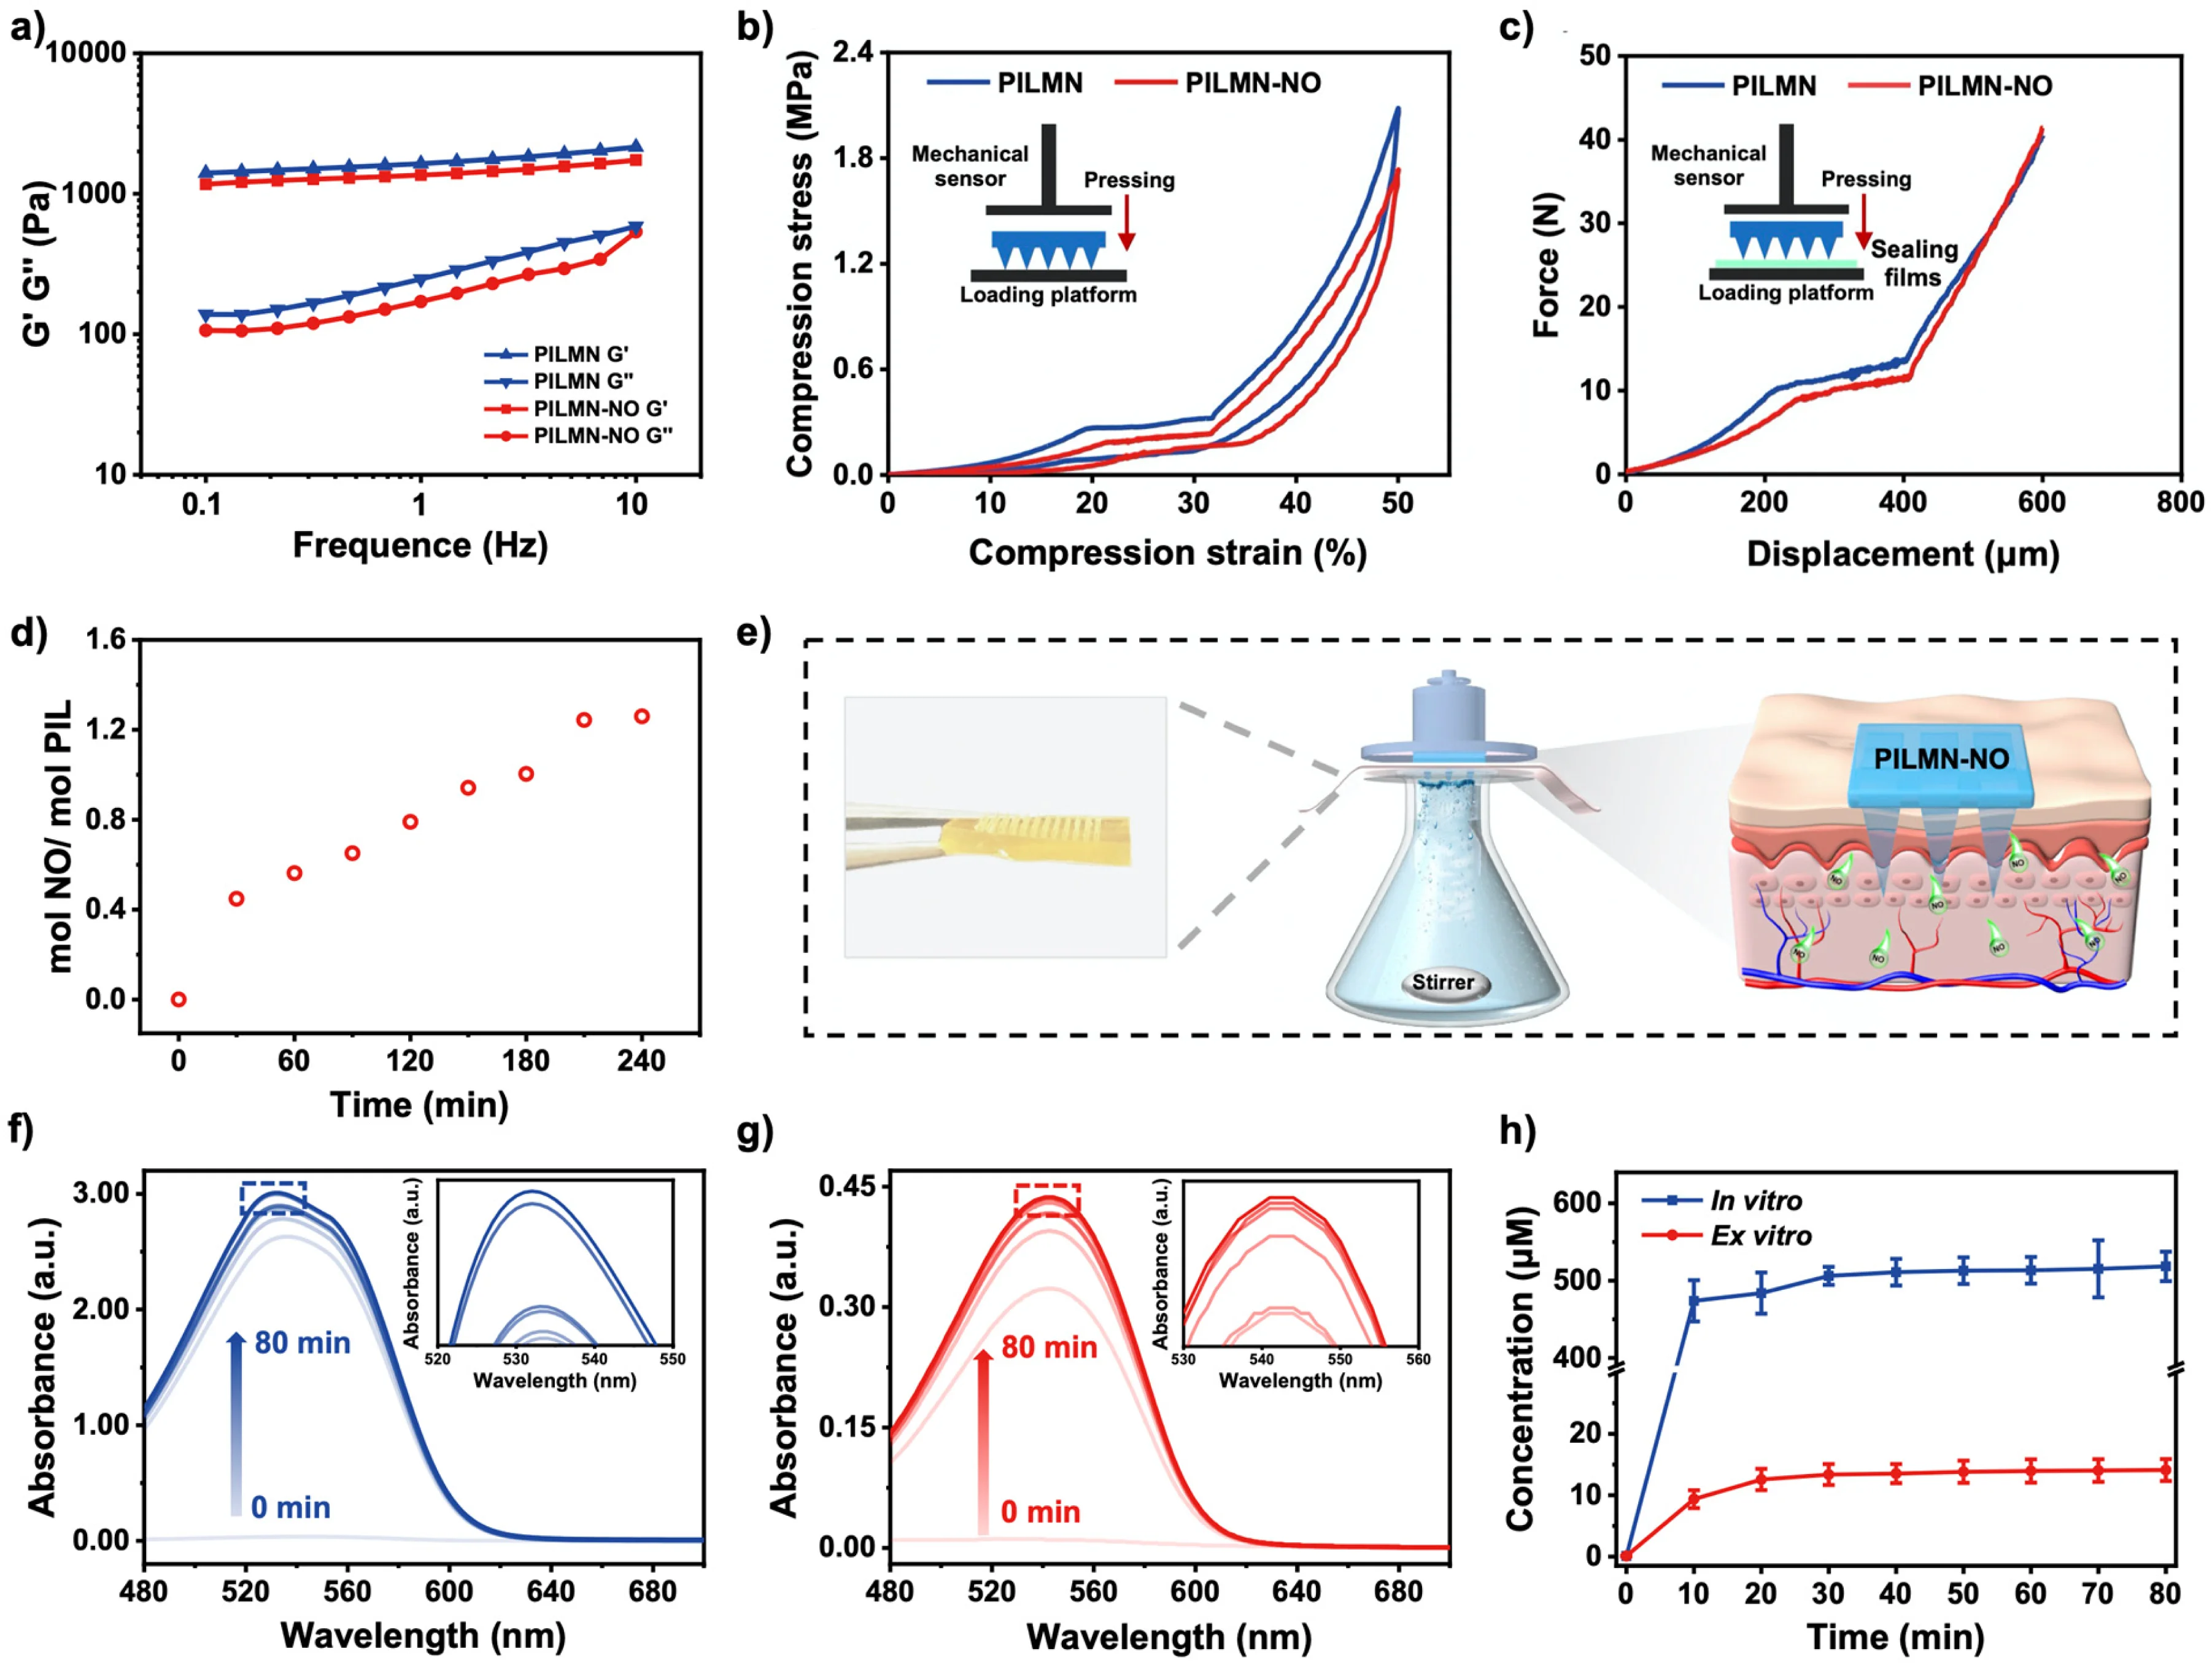 a)
10000
1000
100
10
G' G" (Pa)
0.1 1 10
Frequence (Hz)
PILMN G'
PILMN G"
PILMN-NO G'
PILMN-NO G"
b)
2.4
1.8
1.2
0.6
0.0
Compression stress (MPa)
PILMN PILMN-NO
Mechanical
sensor
Pressing
Loading platform
0 10 20 30 40 50
Compression strain (%)
c)
50
40
30
20
10
0
Force (N)
PILMN PILMN-NO
Mechanical
sensor
Pressing
Sealing
films
Loading platform
0 200 400 600 800
Displacement (μm)
d)
1.6
1.2
0.8
0.4
0.0
mol NO/ mol PIL
0 60 120 180 240
Time (min)
e)
Stirrer
PILMN-NO
NO
NO
NO
NO
NO
NO
NO
NO
f)
3.00
2.00
1.00
0.00
Absorbance (a.u.)
80 min
0 min
Absorbance (a.u.)
520 530 540 550
Wavelength (nm)
480 520 560 600 640 680
Wavelength (nm)
g)
0.45
0.30
0.15
0.00
Absorbance (a.u.)
80 min
0 min
Absorbance (a.u.)
530 540 550 560
Wavelength (nm)
480 520 560 600 640 680
Wavelength (nm)
h)
600
500
400
20
10
0
Concentration (μM)
In vitro
Ex vitro
0 10 20 30 40 50 60 70 80
Time (min)